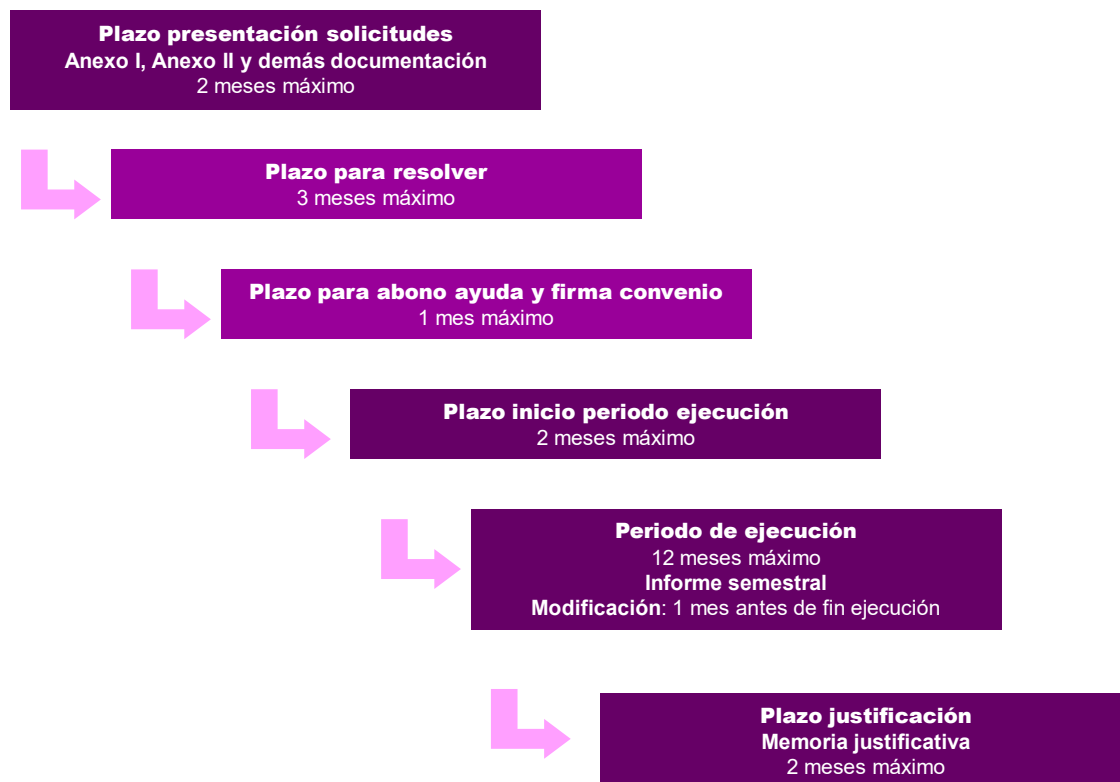 Plazo presentación solicitudes
Anexo I, Anexo II y demás documentación
2 meses máximo
Plazo para resolver
3 meses máximo
Plazo para abono ayuda y firma convenio
1 mes máximo
Plazo inicio periodo ejecución
2 meses máximo
Periodo de ejecución
12 meses máximo
Informe semestral
Modificación: 1 mes antes de fin ejecución
Plazo justificación
Memoria justificativa
2 meses máximo